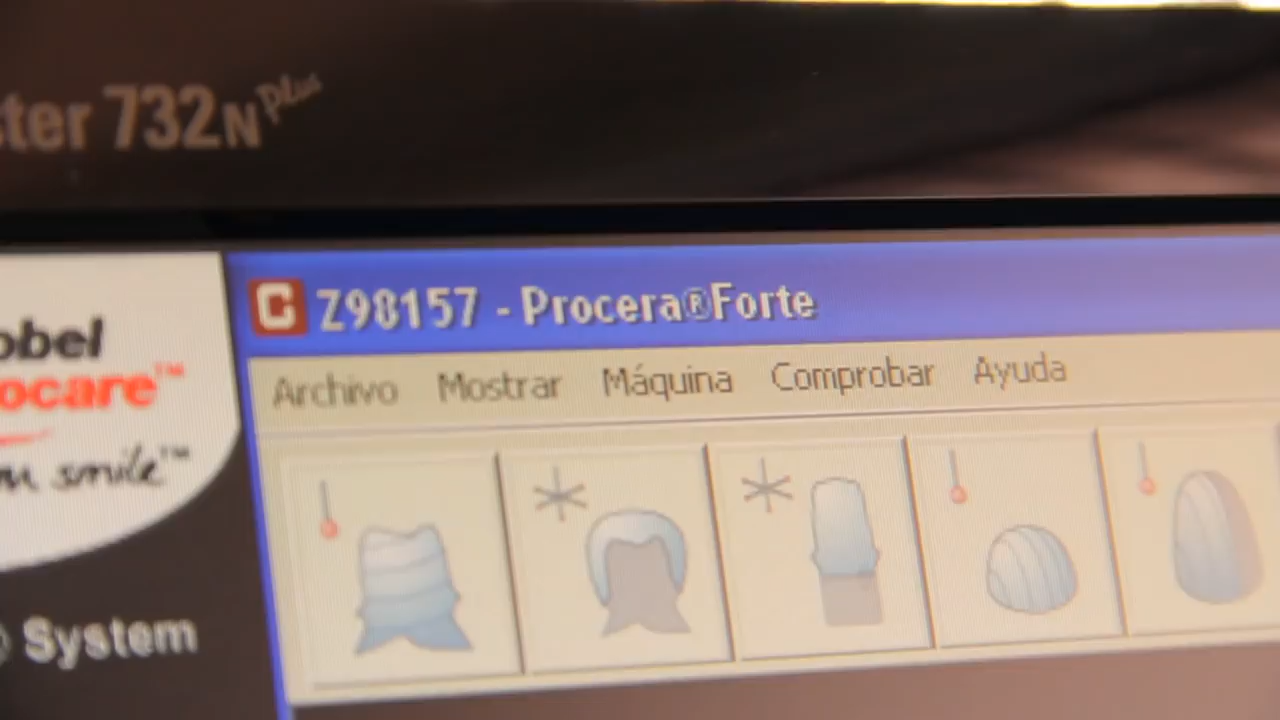 ster 732N plus
Z98157 - Procera®Forte
obel
ocare™
Archivo Mostrar Máquina Comprobar Ayuda
smile™
System